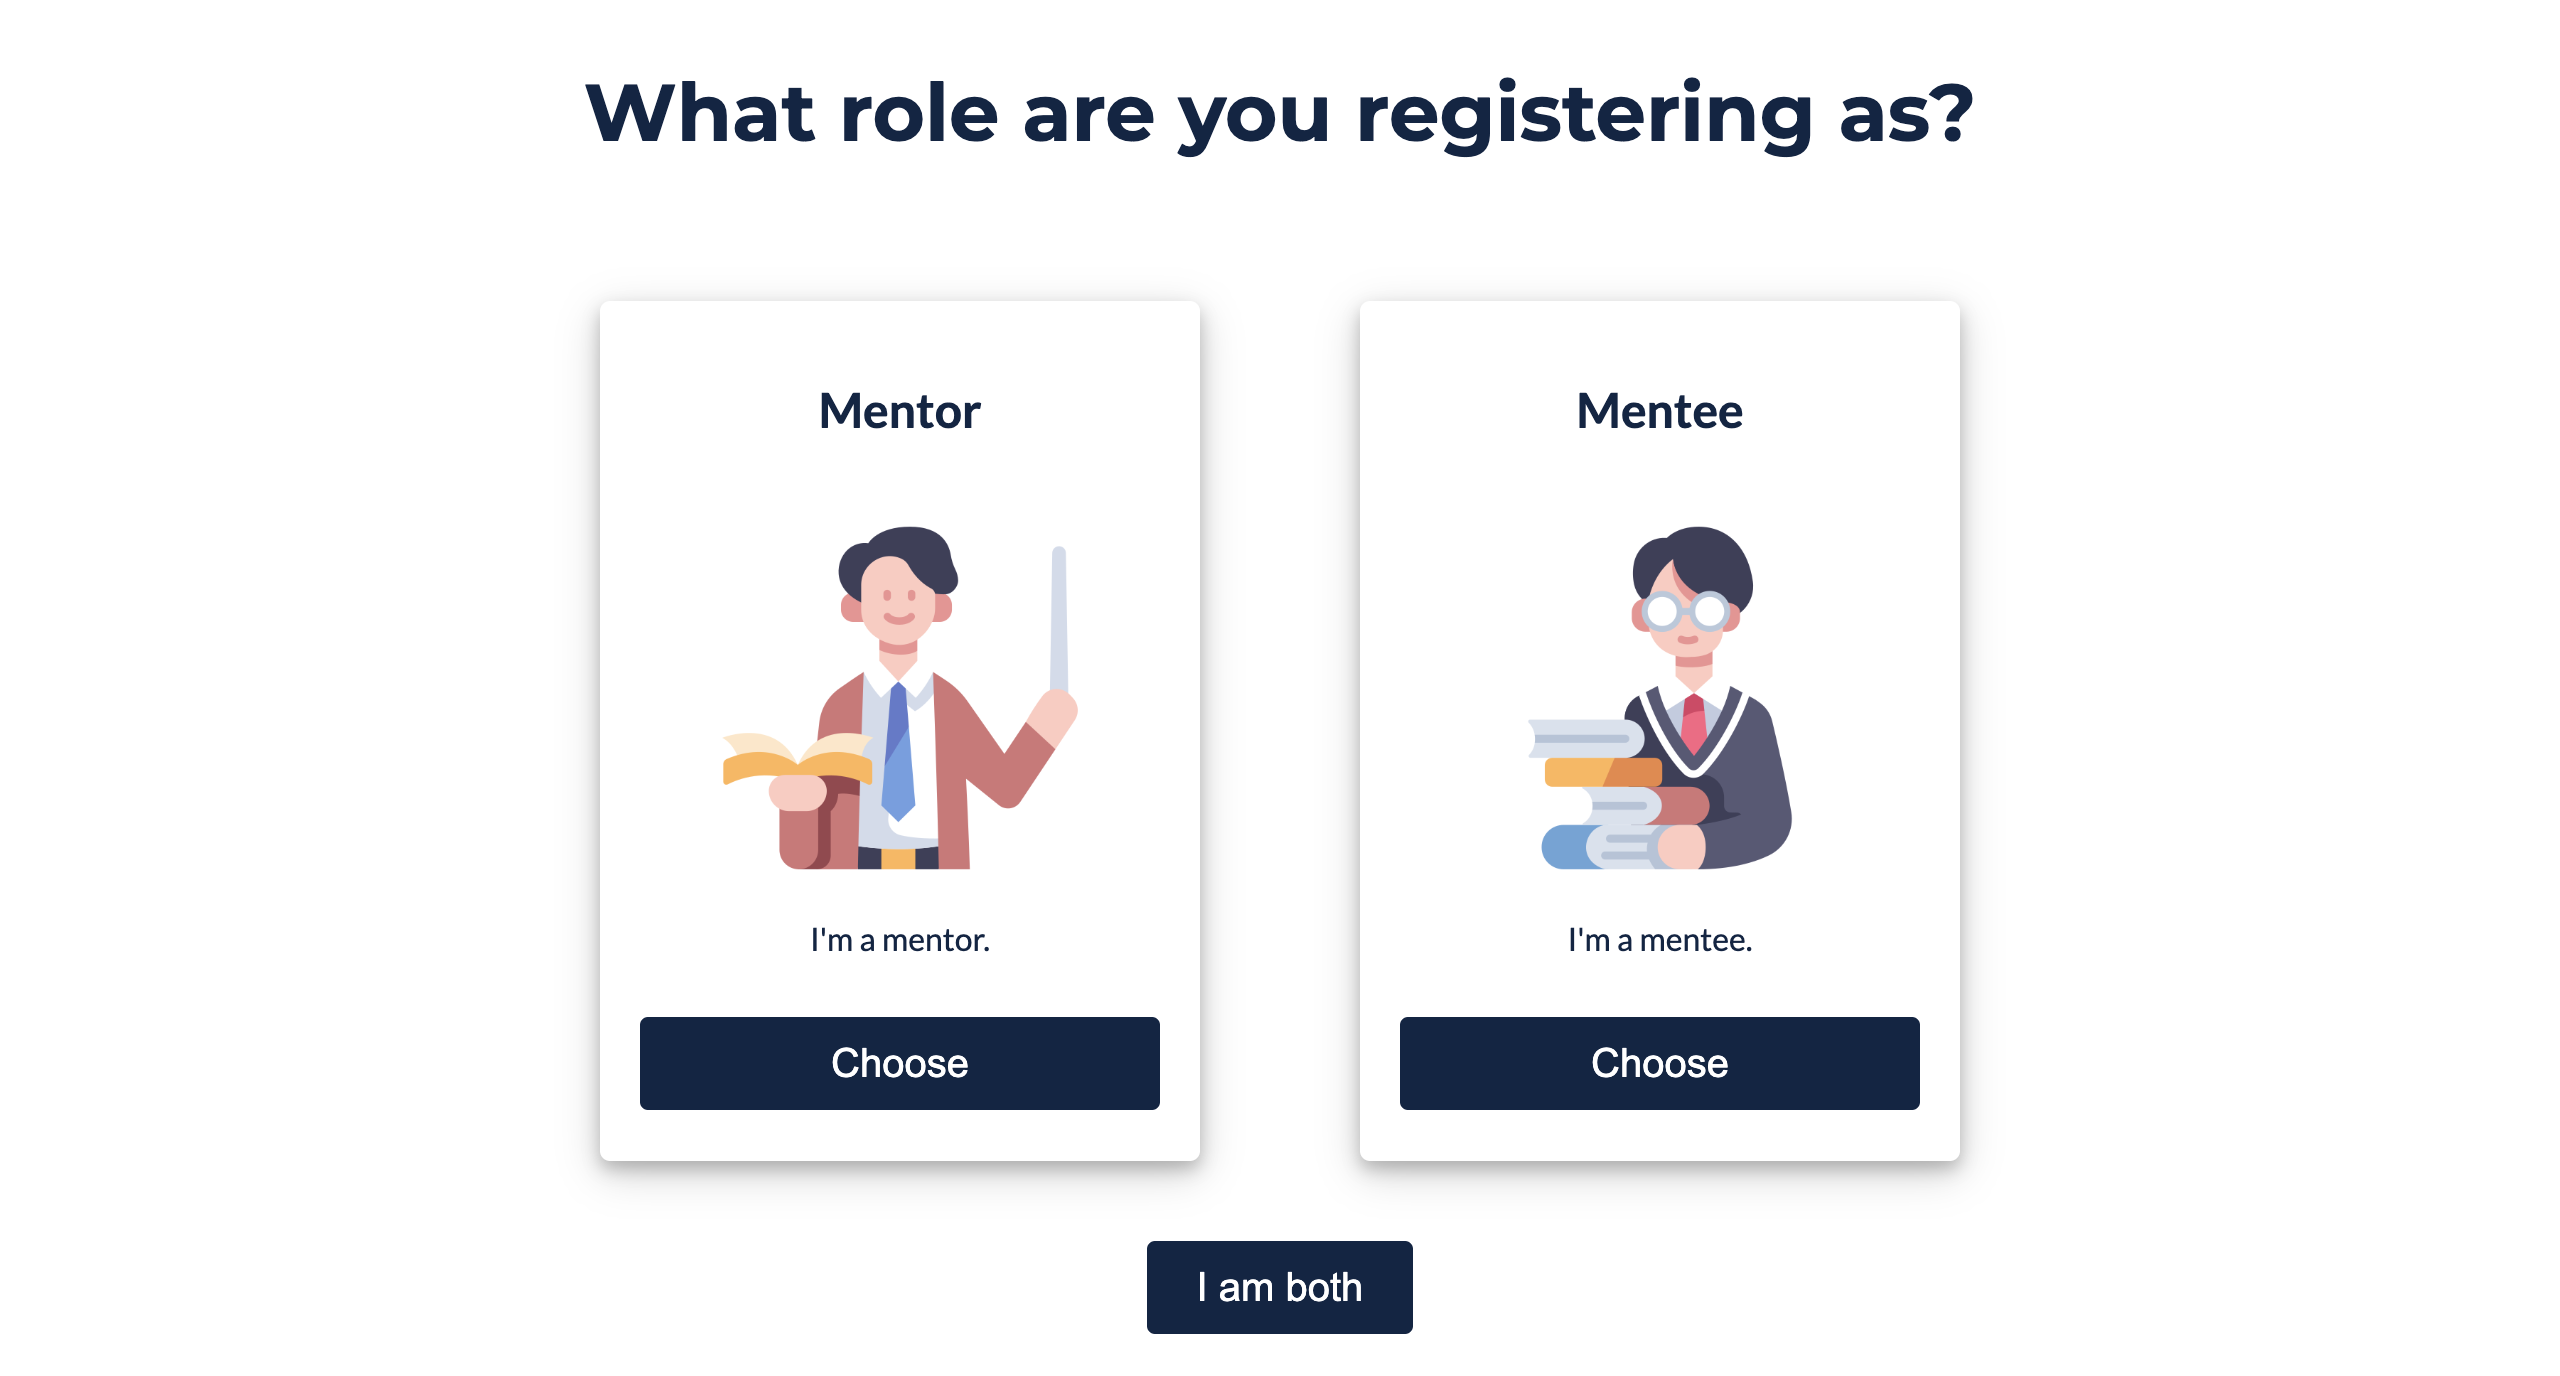 What role are you registering as?
Mentor
I'm a mentor.
Choose
Mentee
I'm a mentee.
Choose
I am both